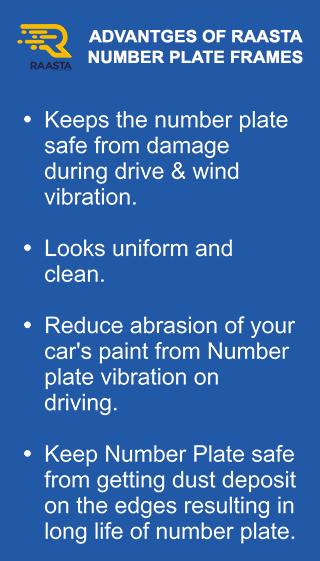 ADVANTGES OF RAASTA
NUMBER PLATE FRAMES
RAASTA
• Keeps the number plate
safe from damage
during drive & wind
vibration.
• Looks uniform and
clean.
• Reduce abrasion of your
car's paint from Number
plate vibration on
driving.
• Keep Number Plate safe
from getting dust deposit
on the edges resulting in
long life of number plate.